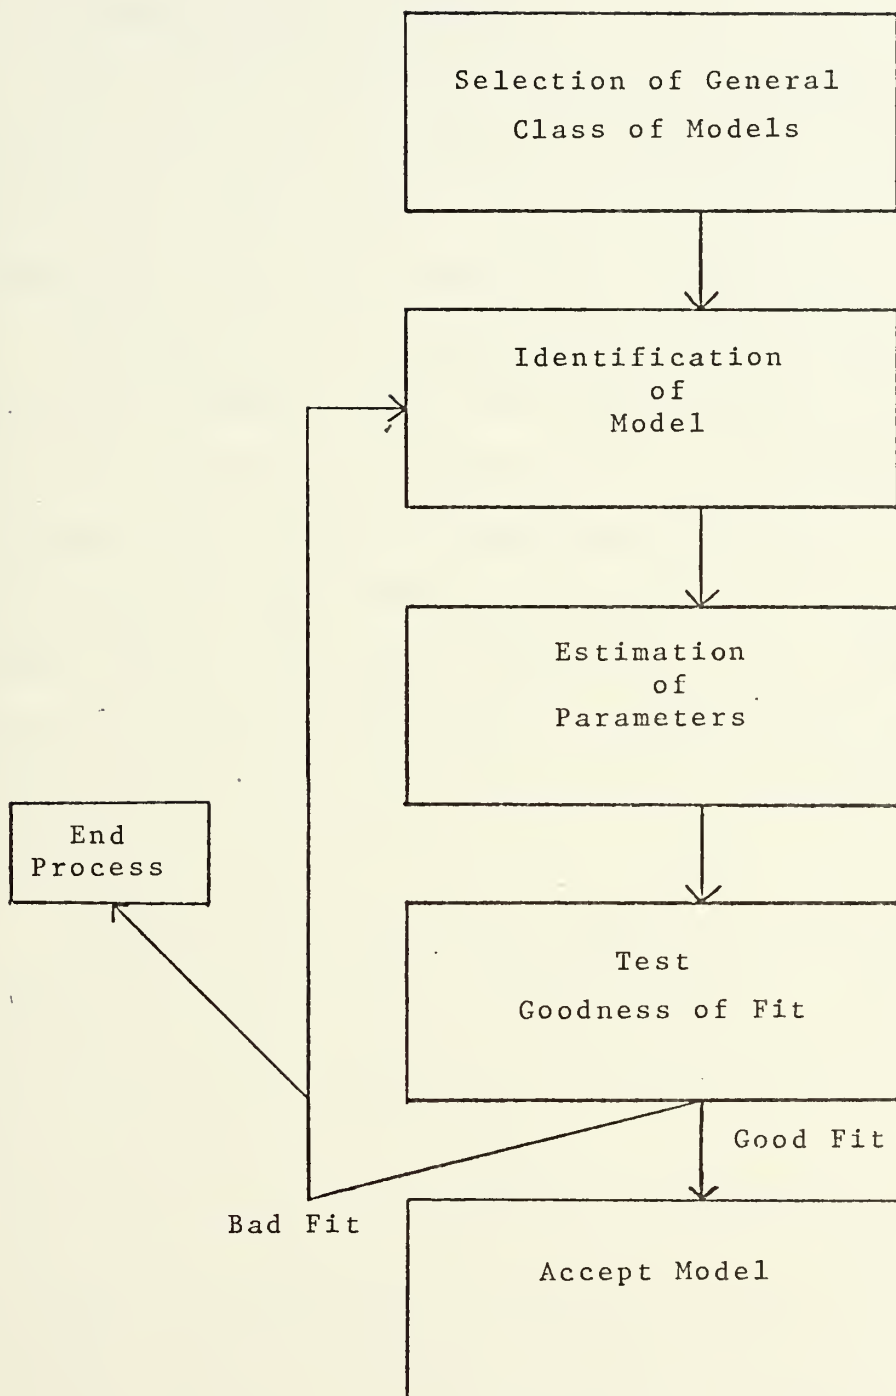 Selection of General
Class of Models
Identification
of
Model
Estimation
of
Parameters
End
Process
Test
Goodness of Fit
Good Fit
Bad Fit
Accept Model